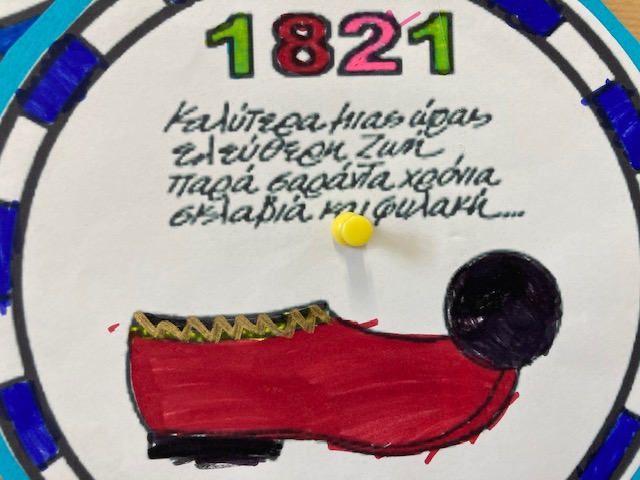 1821
Καλύτερα μιας ώρας
ελεύθερη ζωή
παρά σαράντα χρόνια
σκλαβιά και φυλακή...